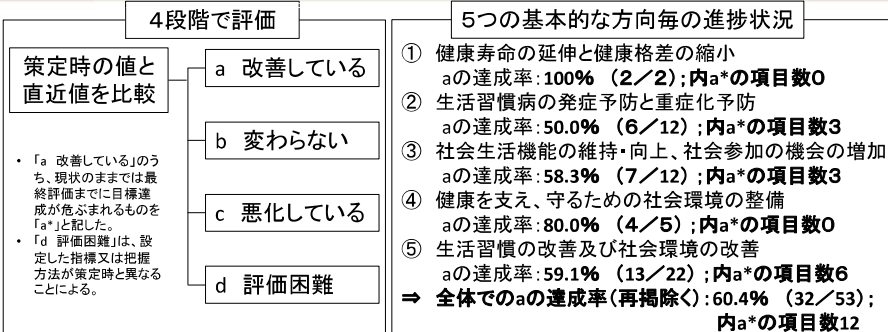 4段階で評価
策定時の値と
直近値を比較
a 改善している
b 変わらない
c 悪化している
d 評価困難
・ 「a 改善している」のう
ち、現状のままでは最
終評価までに目標達
成が危ぶまれるものを
「a*」と記した。
・ 「d 評価困難」は、設
定した指標又は把握
方法が策定時と異なる
ことによる。
5つの基本的な方向毎の進捗状況
① 健康寿命の延伸と健康格差の縮小
aの達成率:100% (2/2);内a*の項目数0
② 生活習慣病の発症予防と重症化予防
aの達成率:50.0% (6/12);内a*の項目数3
③ 社会生活機能の維持・向上、社会参加の機会の増加
aの達成率:58.3% (7/12);内a*の項目数3
④ 健康を支え、守るための社会環境の整備
aの達成率:80.0% (4/5);内a*の項目数0
⑤ 生活習慣の改善及び社会環境の改善
aの達成率:59.1% (13/22);内a*の項目数6
⇒ 全体でのaの達成率(再掲除く):60.4% (32/53);
内a*の項目数12